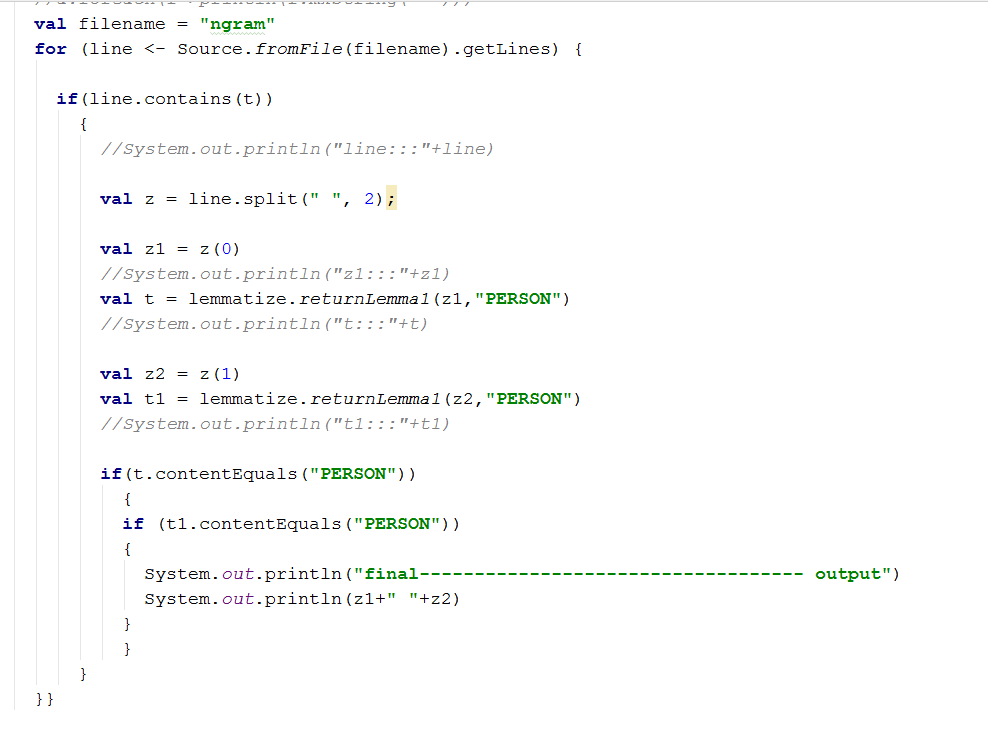 val filename = "ngram"
for (line <- Source.fromFile(filename).getLines) {
if(line.contains(t))
{
//System.out.println("line:::"+line)
val z = line.split(" ", 2);
val z1 = z(0)
//System.out.println("z1:::"+z1)
val t = lemmatize.returnLemma1(z1,"PERSON")
//System.out.println("t:::"+t)
val z2 = z(1)
val t1 = lemmatize.returnLemma1(z2,"PERSON")
//System.out.println("t1:::"+t1)
if(t.contentEquals("PERSON"))
{
if (t1.contentEquals("PERSON"))
{
System.out.println("final----------------------------------- output")
System.out.println(z1+" "+z2)
}
}
}
}}